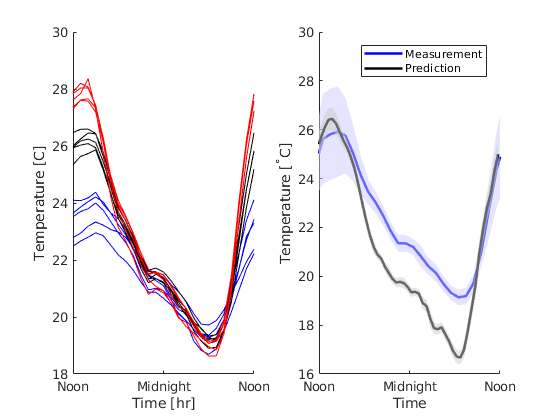 30
28
26
24
22
20
18
Temperature [C]
Noon
Midnight
Noon
Time [hr]
30
28
26
24
22
20
18
16
Temperature [°C]
Measurement
Prediction
Noon
Midnight
Noon
Time